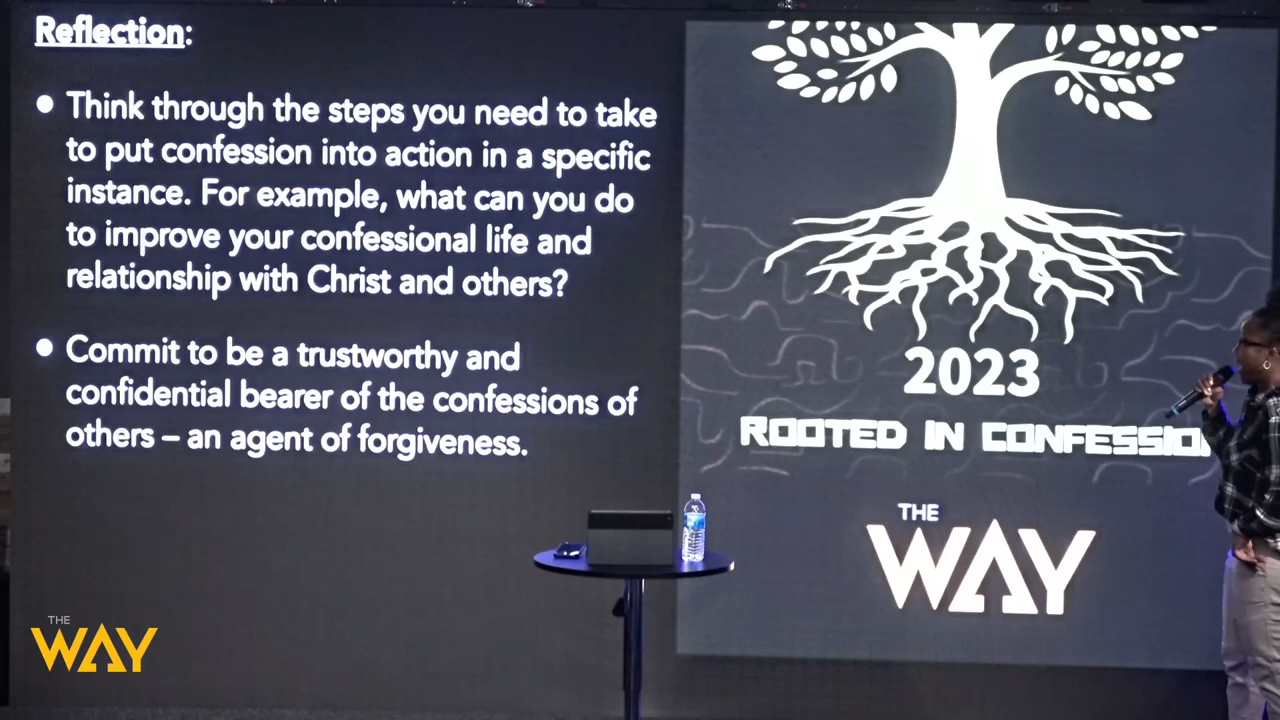 Reflection:
● Think through the steps you need to take
to put confession into action in a specific
instance. For example, what can you do
to improve your confessional life and
relationship with Christ and others?
● Commit to be a trustworthy and
confidential bearer of the confessions of
others – an agent of forgiveness.
2023
ROOTED IN CONFESSIO
THE
WAY
THE
WAY